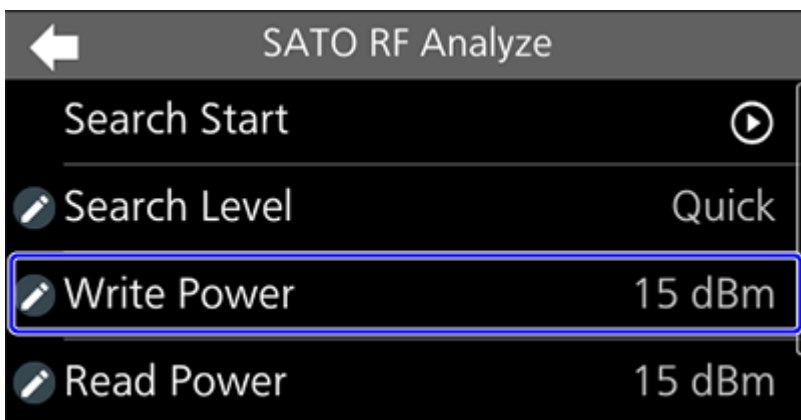 SATO RF Analyze
Search Start
Search Level Quick
Write Power 15 dBm
Read Power 15 dBm